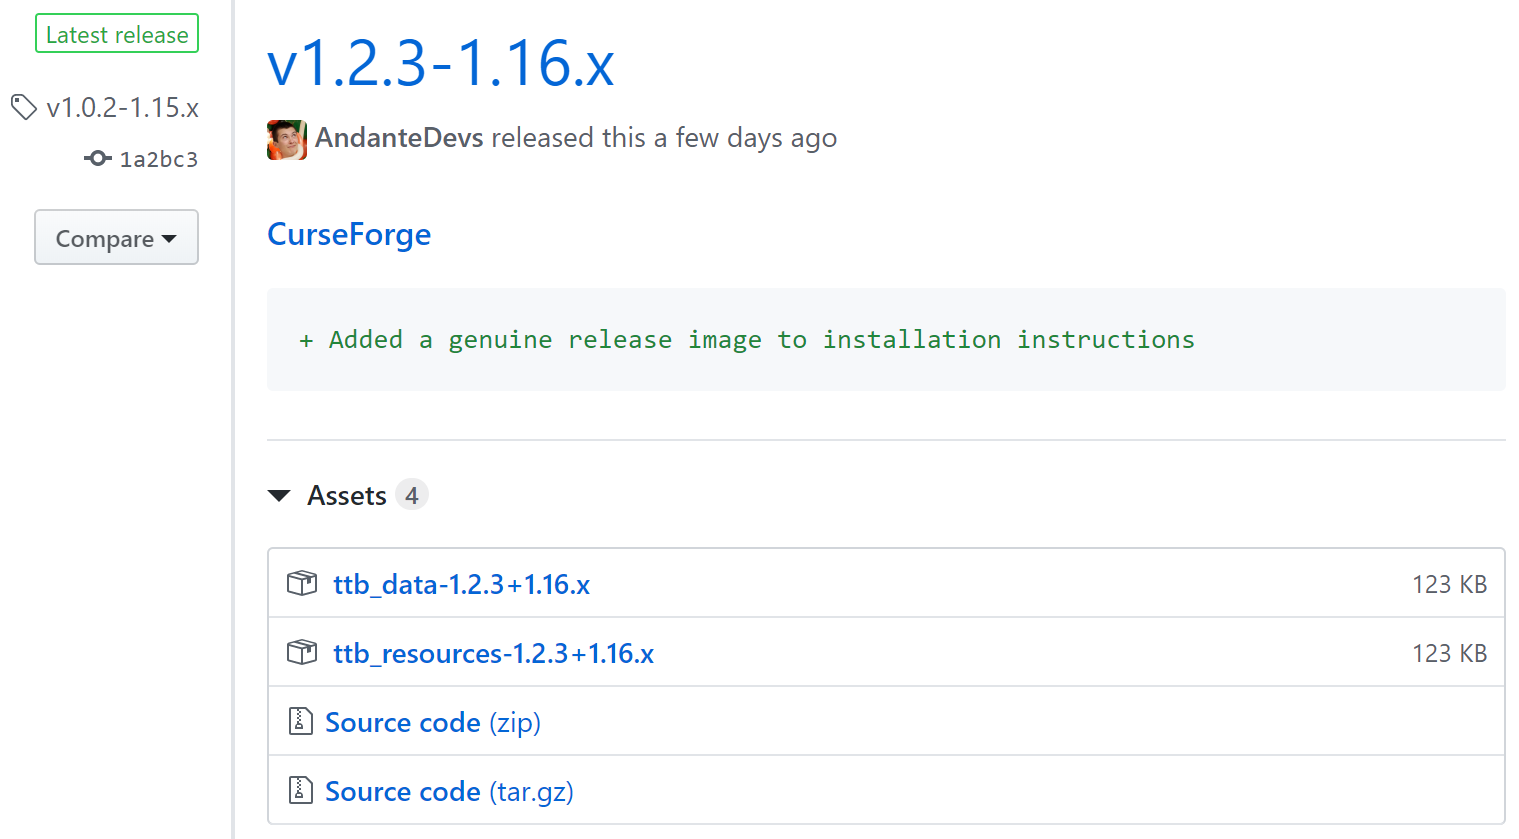 Latest release
v1.0.2-1.15.x
1a2bc3
Compare
v1.2.3-1.16.x
AndanteDevs released this a few days ago
CurseForge
+ Added a genuine release image to installation instructions
Assets 4
ttb_data-1.2.3+1.16.x 123 KB
ttb_resources-1.2.3+1.16.x 123 KB
Source code (zip)
Source code (tar.gz)